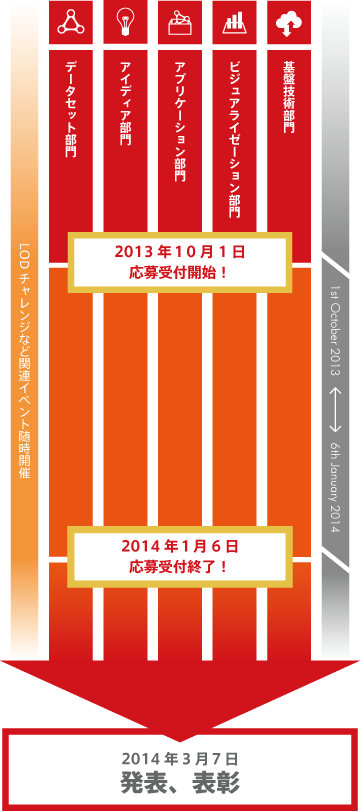 データセット部門
アイディア部門
アプリケーション部門
ビジュアライゼーション部門
基盤技術部門
2013年10月1日
応募受付開始！
LODチャレンジなど関連イベント随時開催
1st October 2013
6th January 2014
2014年1月6日
応募受付終了！
2014年3月7日
発表、表彰